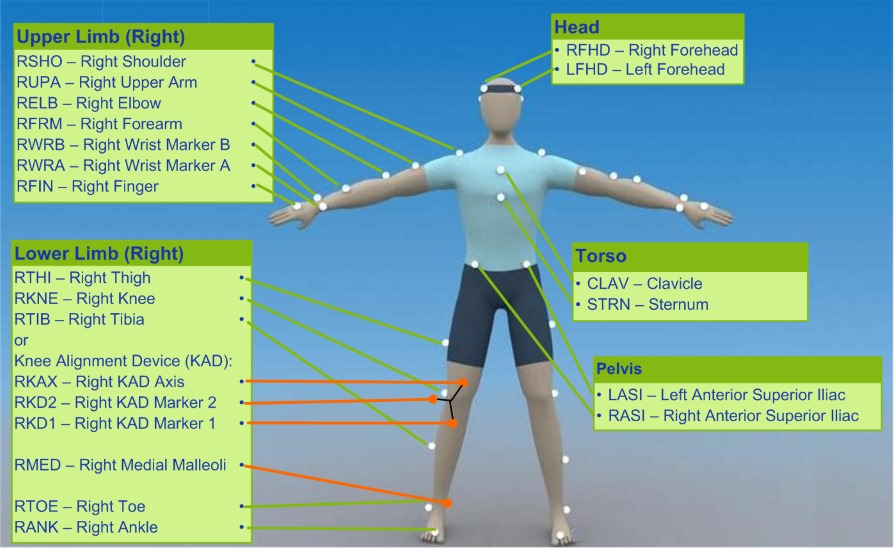 Upper Limb (Right)
RSHO – Right Shoulder
RUPA – Right Upper Arm
RELB – Right Elbow
RFRM – Right Forearm
RWRB – Right Wrist Marker B
RWRA – Right Wrist Marker A
RFIN – Right Finger
Head
• RFHD – Right Forehead
• LFHD – Left Forehead
Lower Limb (Right)
RTHI – Right Thigh
RKNE – Right Knee
RTIB – Right Tibia
or
Knee Alignment Device (KAD):
RKAX – Right KAD Axis
RKD2 – Right KAD Marker 2
RKD1 – Right KAD Marker 1
RMED – Right Medial Malleoli
RTOE – Right Toe
RANK – Right Ankle
Torso
• CLAV – Clavicle
• STRN – Sternum
Pelvis
• LASI – Left Anterior Superior Iliac
• RASI – Right Anterior Superior Iliac